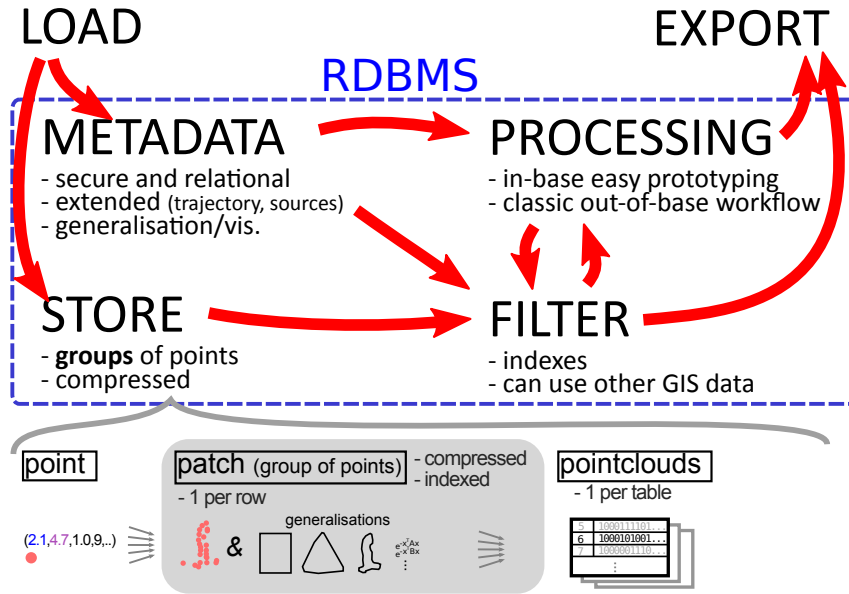 LOAD
EXPORT
RDBMS
METADATA
- secure and relational
- extended (trajectory, sources)
- generalisation/vis.
PROCESSING
- in-base easy prototyping
- classic out-of-base workflow
STORE
- groups of points
- compressed
FILTER
- indexes
- can use other GIS data
point
patch (group of points)
- compressed
- indexed
- 1 per row
pointclouds
- 1 per table
generalisations
(2.1,4.7,1.0,9,..)
&
5 1000111101...
6 1000101001...
7 1000001110...
⋮